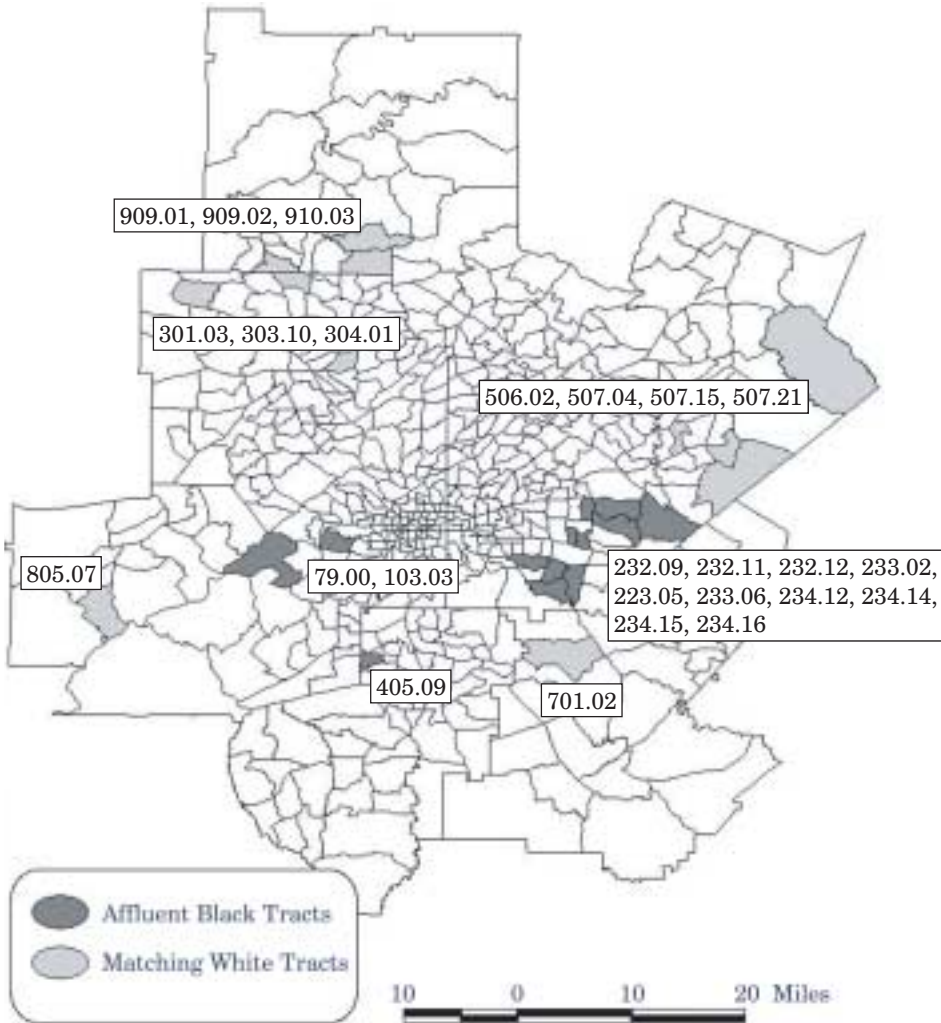 909.01, 909.02, 910.03
301.03, 303.10, 304.01
506.02, 507.04, 507.15, 507.21
805.07
79.00, 103.03
232.09, 232.11, 232.12, 233.02,
223.05, 233.06, 234.12, 234.14,
234.15, 234.16
405.09
701.02
Affluent Black Tracts
Matching White Tracts
10 0 10 20 Miles